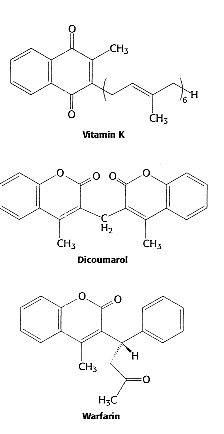 O
CH₃
H
6
O
CH₃
Vitamin K
O O O O
C
H₂
CH₃ CH₃
Dicoumarol
O O
CH₃ H
O
H₃C
Warfarin